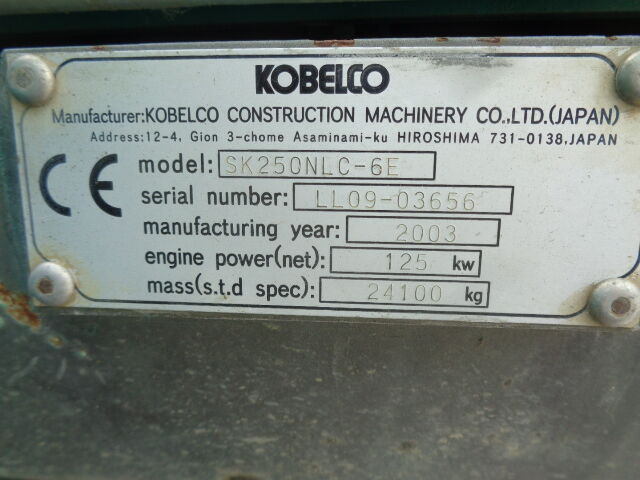 KOBELCO
Manufacturer:KOBELCO CONSTRUCTION MACHINERY CO.,LTD.(JAPAN)
Address:12-4, Gion 3-chome Asaminami-ku HIROSHIMA 731-0138,JAPAN
CE
model: SK250NLC-6E
serial number: LL09-03656
manufacturing year: 2003
engine power(net): 125 kw
mass(s.t.d spec): 24100 kg